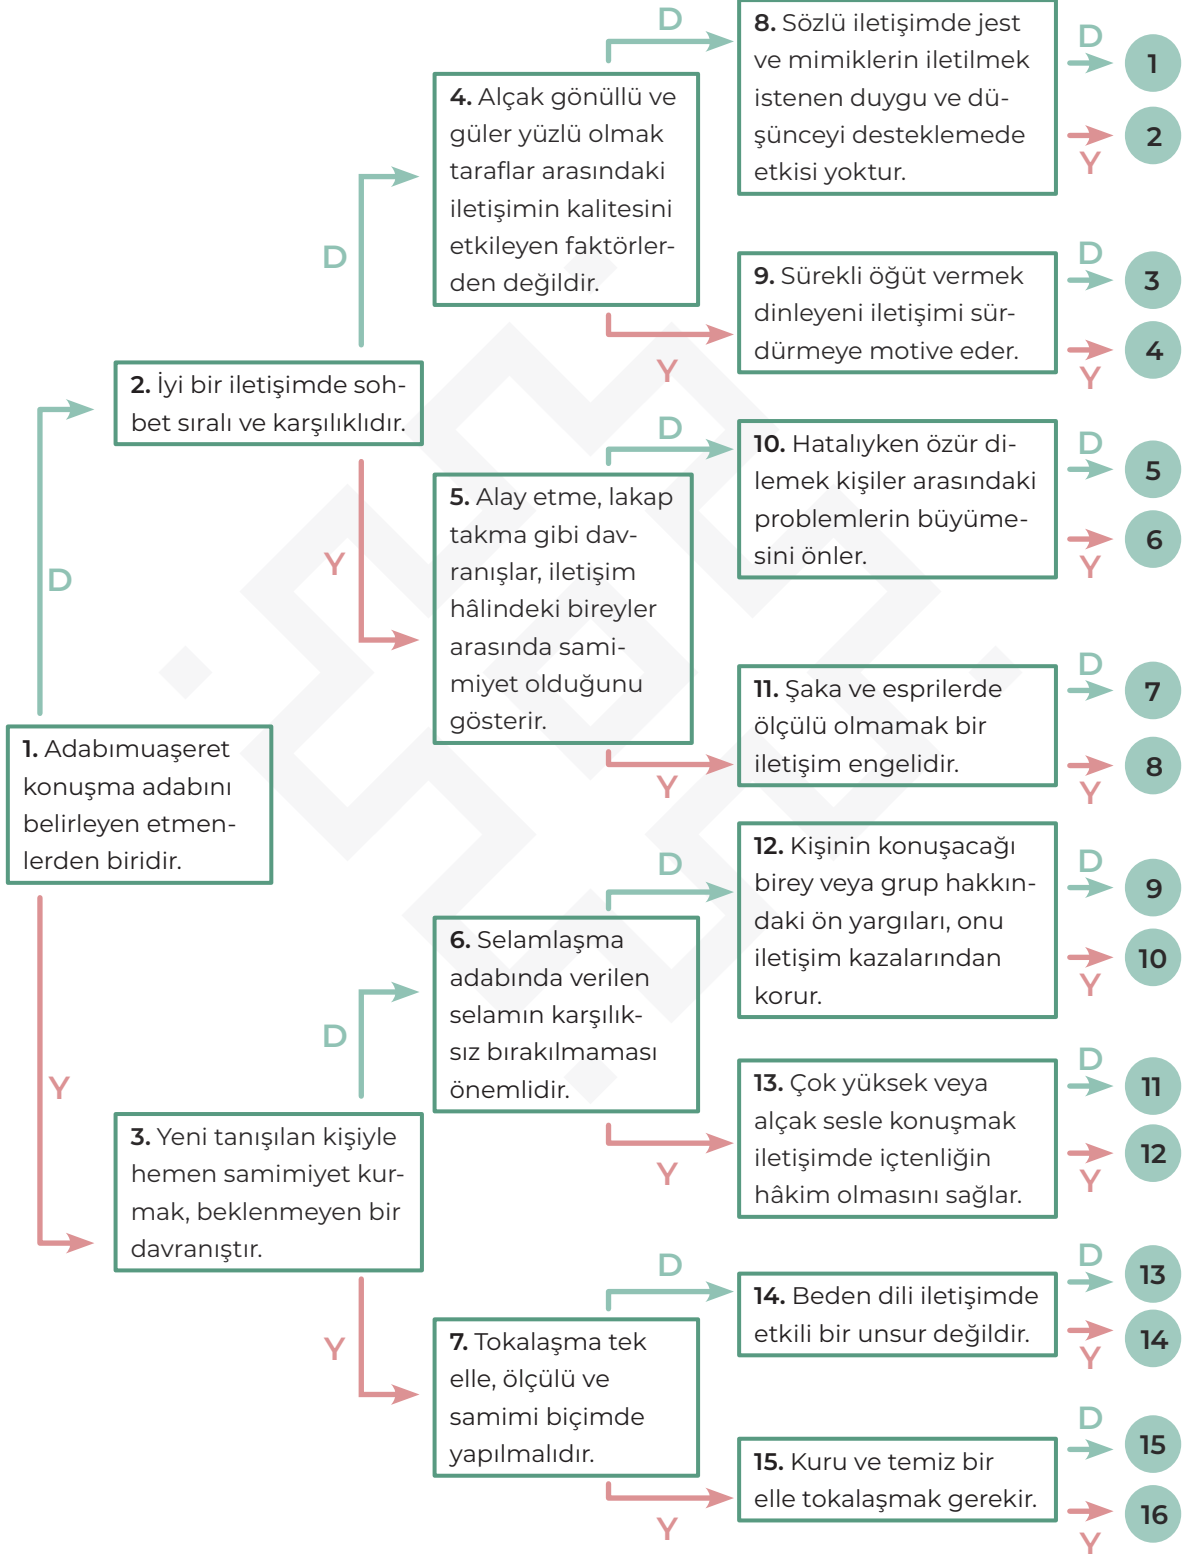 1. Adabımuaşeret
konuşma adabını
belirleyen etmen-
lerden biridir.
D
Y
2. İyi bir iletişimde soh-
bet sıralı ve karşılıklıdır.
D
Y
3. Yeni tanışılan kişiyle
hemen samimiyet kur-
mak, beklenmeyen bir
davranıştır.
D
Y
4. Alçak gönüllü ve
güler yüzlü olmak
taraflar arasındaki
iletişimin kalitesini
etkileyen faktörler-
den değildir.
D
Y
5. Alay etme, lakap
takma gibi dav-
ranışlar, iletişim
hâlindeki bireyler
arasında sami-
miyet olduğunu
gösterir.
D
Y
6. Selamlaşma
adabında verilen
selamın karşılık-
sız bırakılmaması
önemlidir.
D
Y
7. Tokalaşma tek
elle, ölçülü ve
samimi biçimde
yapılmalıdır.
D
Y
8. Sözlü iletişimde jest
ve mimiklerin iletilmek
istenen duygu ve dü-
şünceyi desteklemede
etkisi yoktur.
D
1
Y
2
9. Sürekli öğüt vermek
dinleyeni iletişimi sür-
dürmeye motive eder.
D
3
Y
4
10. Hatalıyken özür di-
lemek kişiler arasındaki
problemlerin büyüme-
sini önler.
D
5
Y
6
11. Şaka ve esprilerde
ölçülü olmamak bir
iletişim engelidir.
D
7
Y
8
12. Kişinin konuşacağı
birey veya grup hakkın-
daki ön yargıları, onu
iletişim kazalarından
korur.
D
9
Y
10
13. Çok yüksek veya
alçak sesle konuşmak
iletişimde içtenliğin
hâkim olmasını sağlar.
D
11
Y
12
14. Beden dili iletişimde
etkili bir unsur değildir.
D
13
Y
14
15. Kuru ve temiz bir
elle tokalaşmak gerekir.
D
15
Y
16